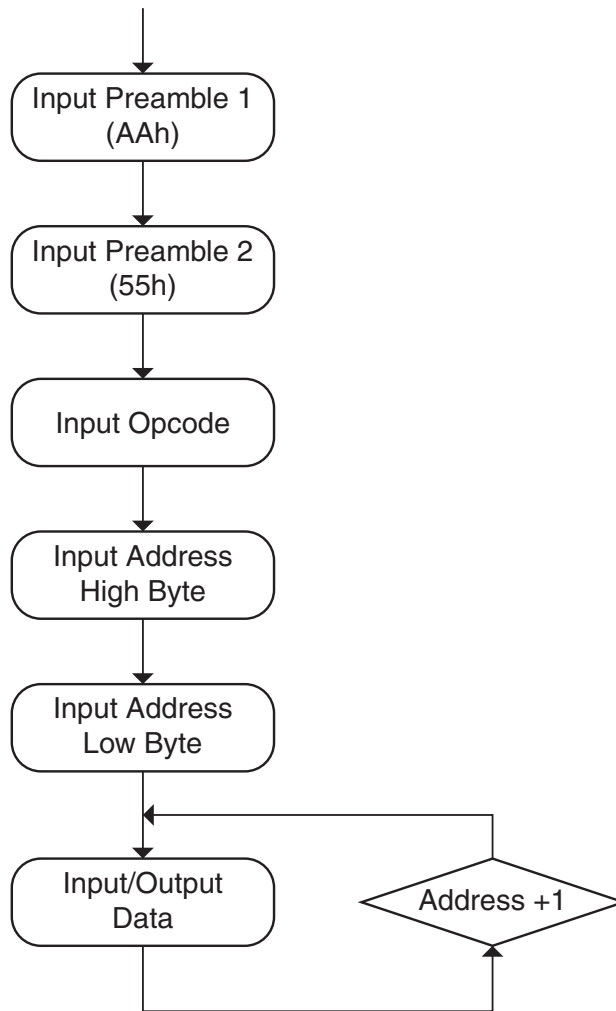 Input Preamble 1
(AAh)
Input Preamble 2
(55h)
Input Opcode
Input Address
High Byte
Input Address
Low Byte
Input/Output
Data
Address +1